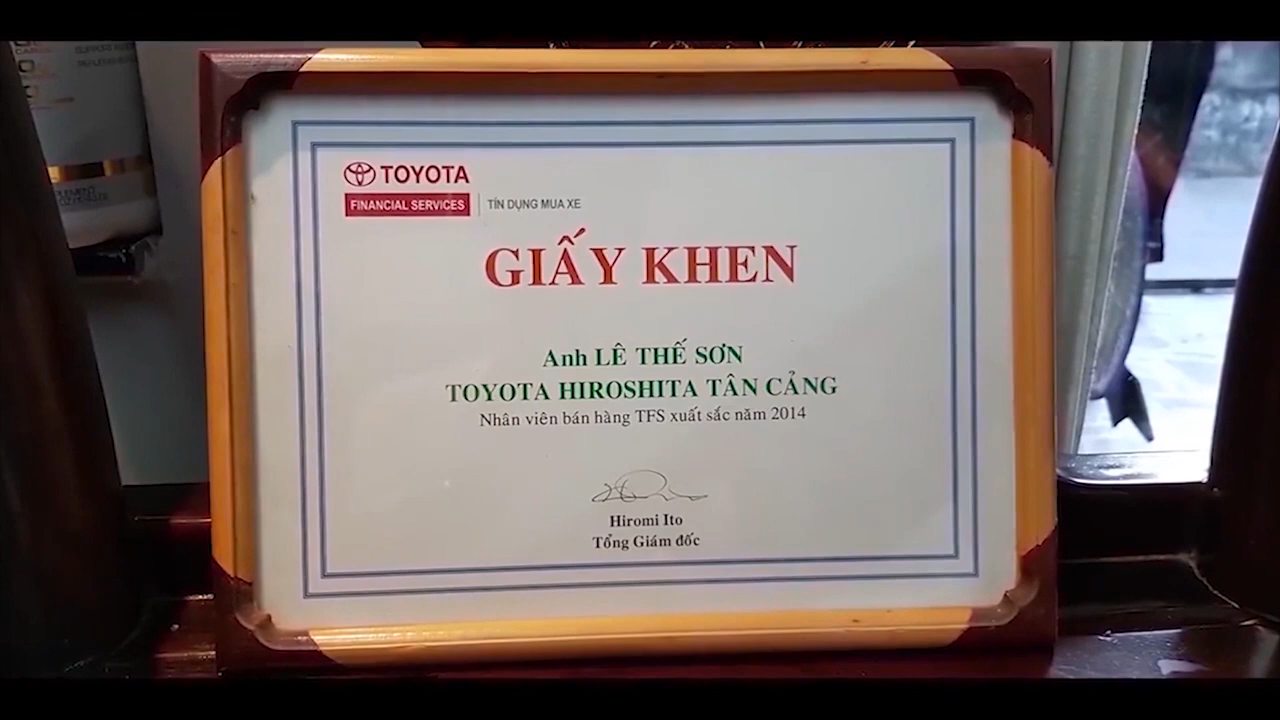 TOYOTA
FINANCIAL SERVICES
TÍN DỤNG MUA XE
GIẤY KHEN
Anh LÊ THẾ SƠN
TOYOTA HIROSHITA TÂN CẢNG
Nhân viên bán hàng TFS xuất sắc năm 2014
Hiromi Ito
Tổng Giám đốc